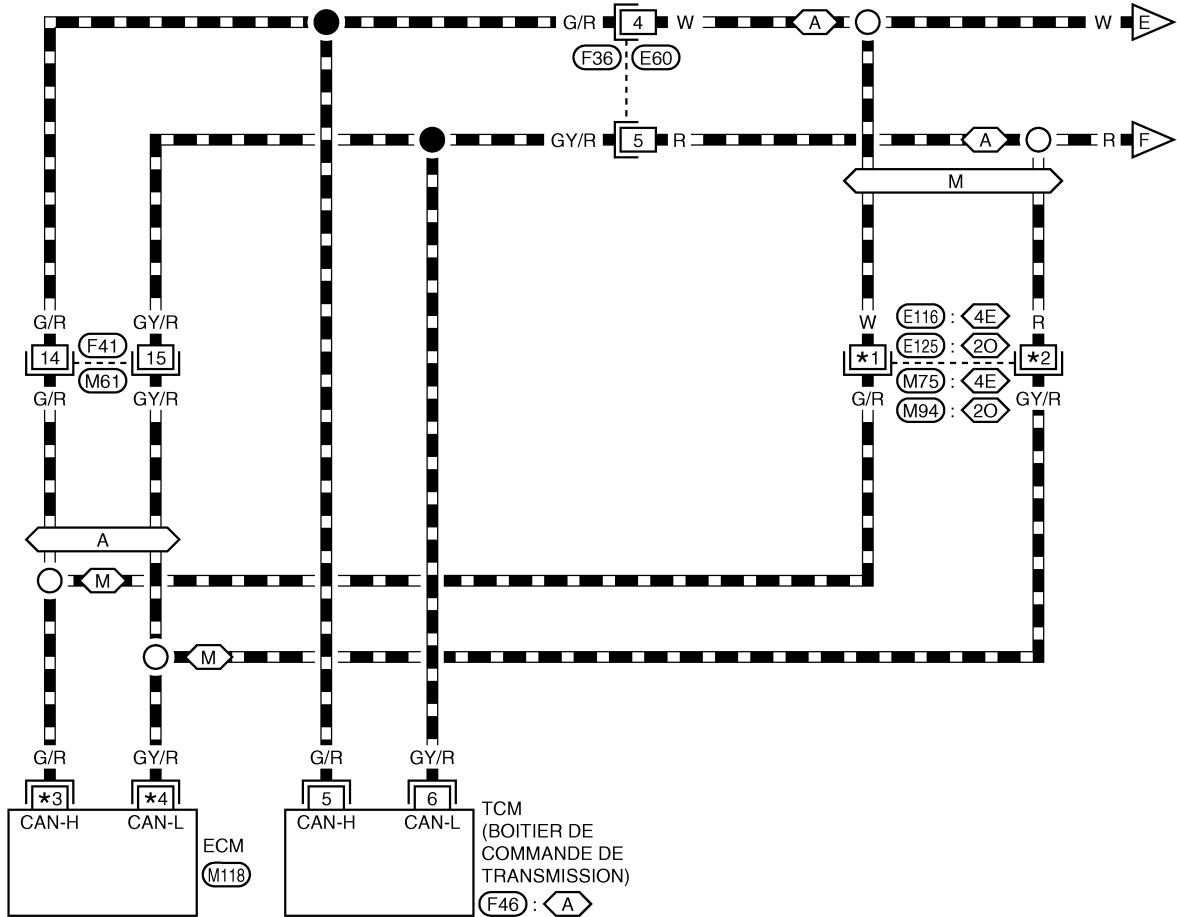 G/R 4 W A W E
F36 E60
GY/R 5 R A R F
M
G/R GY/R W E116 : 4E R
14 F41 15 *1 E125 : 2O *2
M61 M75 : 4E
G/R GY/R G/R M94 : 2O GY/R
A
M
M
G/R GY/R G/R GY/R
*3 *4 5 6
CAN-H CAN-L CAN-H CAN-L
ECM
M118
TCM
(BOITIER DE
COMMANDE DE
TRANSMISSION)
F46 : A